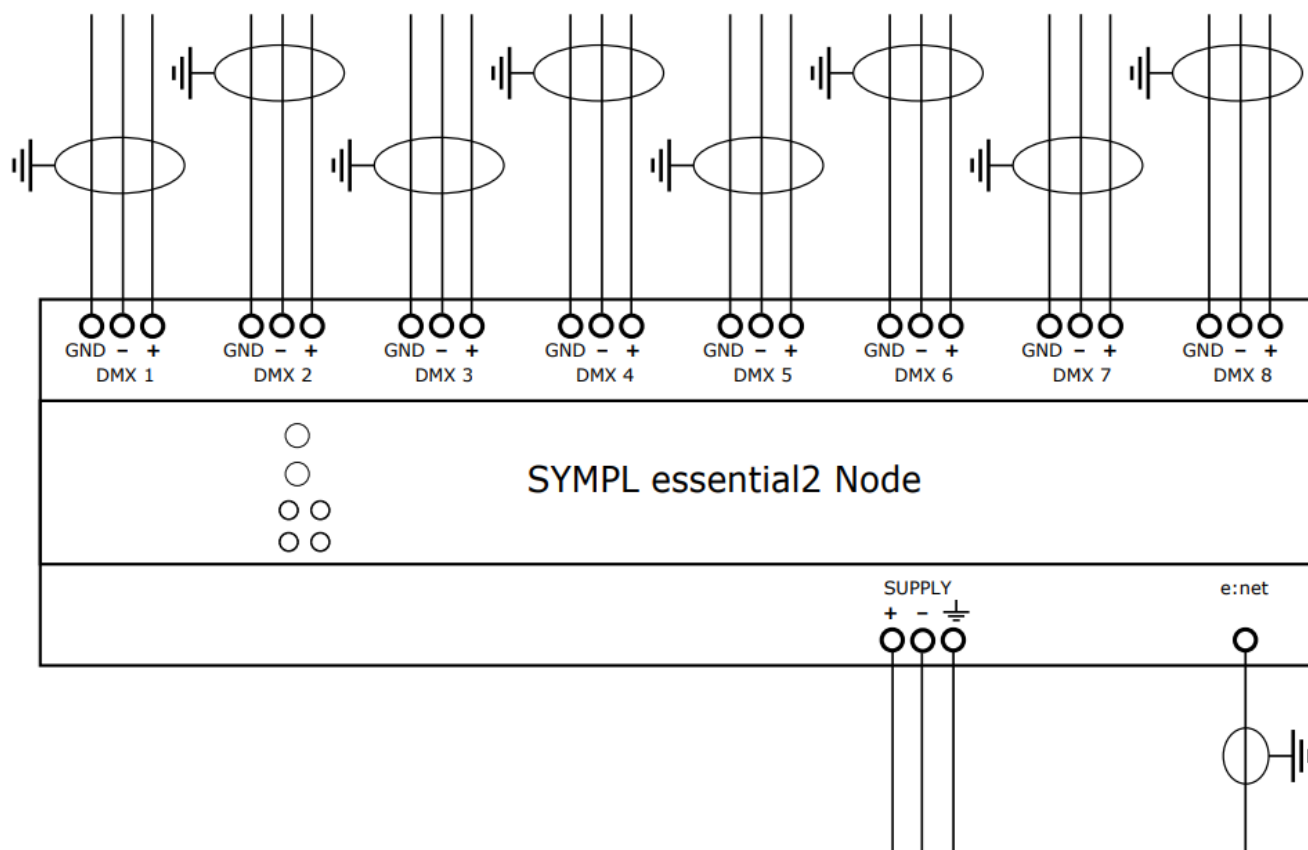 GND − + GND − + GND − + GND − + GND − + GND − + GND − + GND − +
DMX 1 DMX 2 DMX 3 DMX 4 DMX 5 DMX 6 DMX 7 DMX 8
SYMPL essential2 Node
SUPPLY e:net
+ −